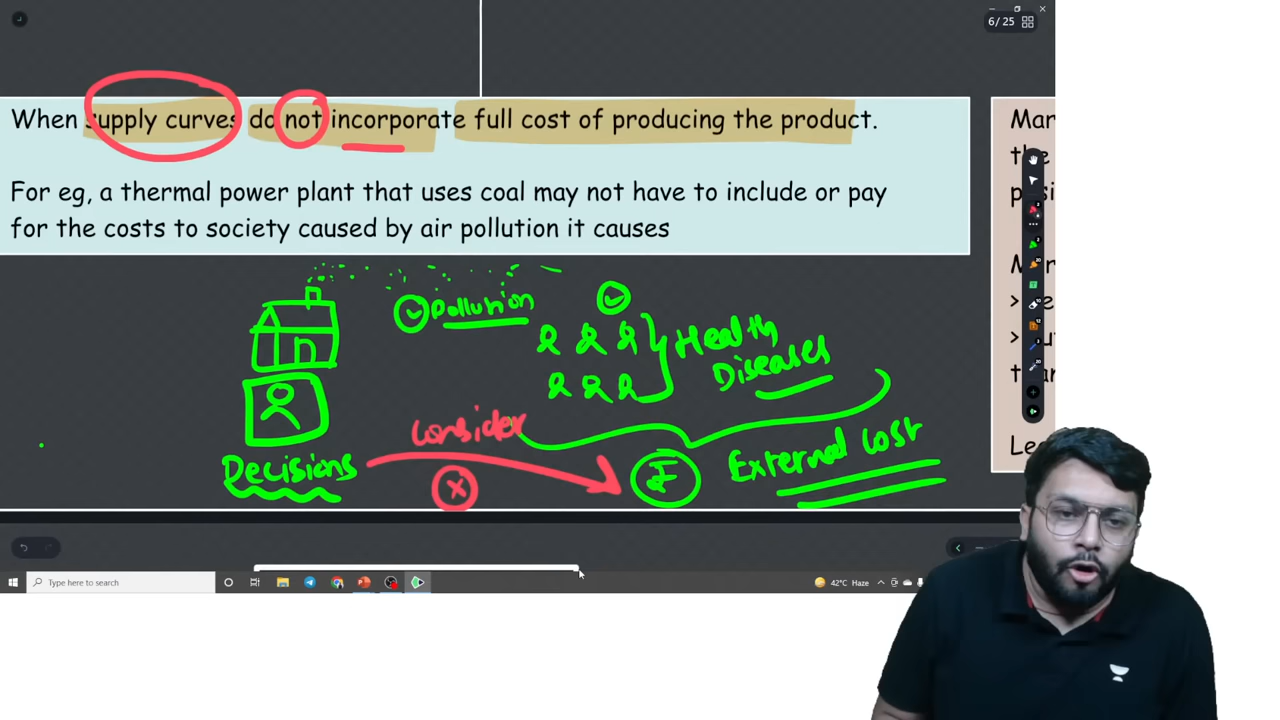 6/25
When supply curves do not incorporate full cost of producing the product.
For eg, a thermal power plant that uses coal may not have to include or pay
for the costs to society caused by air pollution it causes
Mar
the
Pollution
Health
Diseases
Consider
Decisions
External Cost
Type here to search
42°C Haze